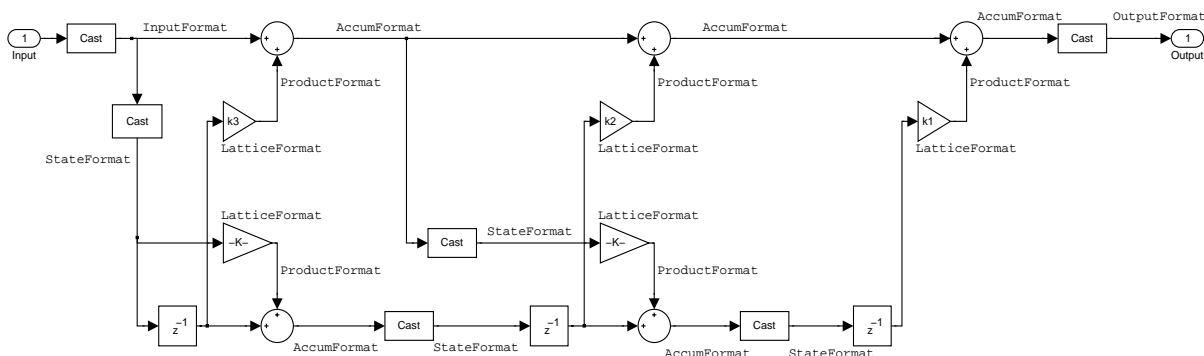 InputFormat AccumFormat AccumFormat AccumFormat OutputFormat
1 Cast + + + + + + Cast 1
Input Output
ProductFormat ProductFormat ProductFormat
Cast k3 k2 k1
LatticeFormat LatticeFormat LatticeFormat
StateFormat
LatticeFormat LatticeFormat
StateFormat
–K– Cast –K–
ProductFormat ProductFormat
z –1 + + Cast z –1 + + Cast z –1
AccumFormat StateFormat AccumFormat StateFormat